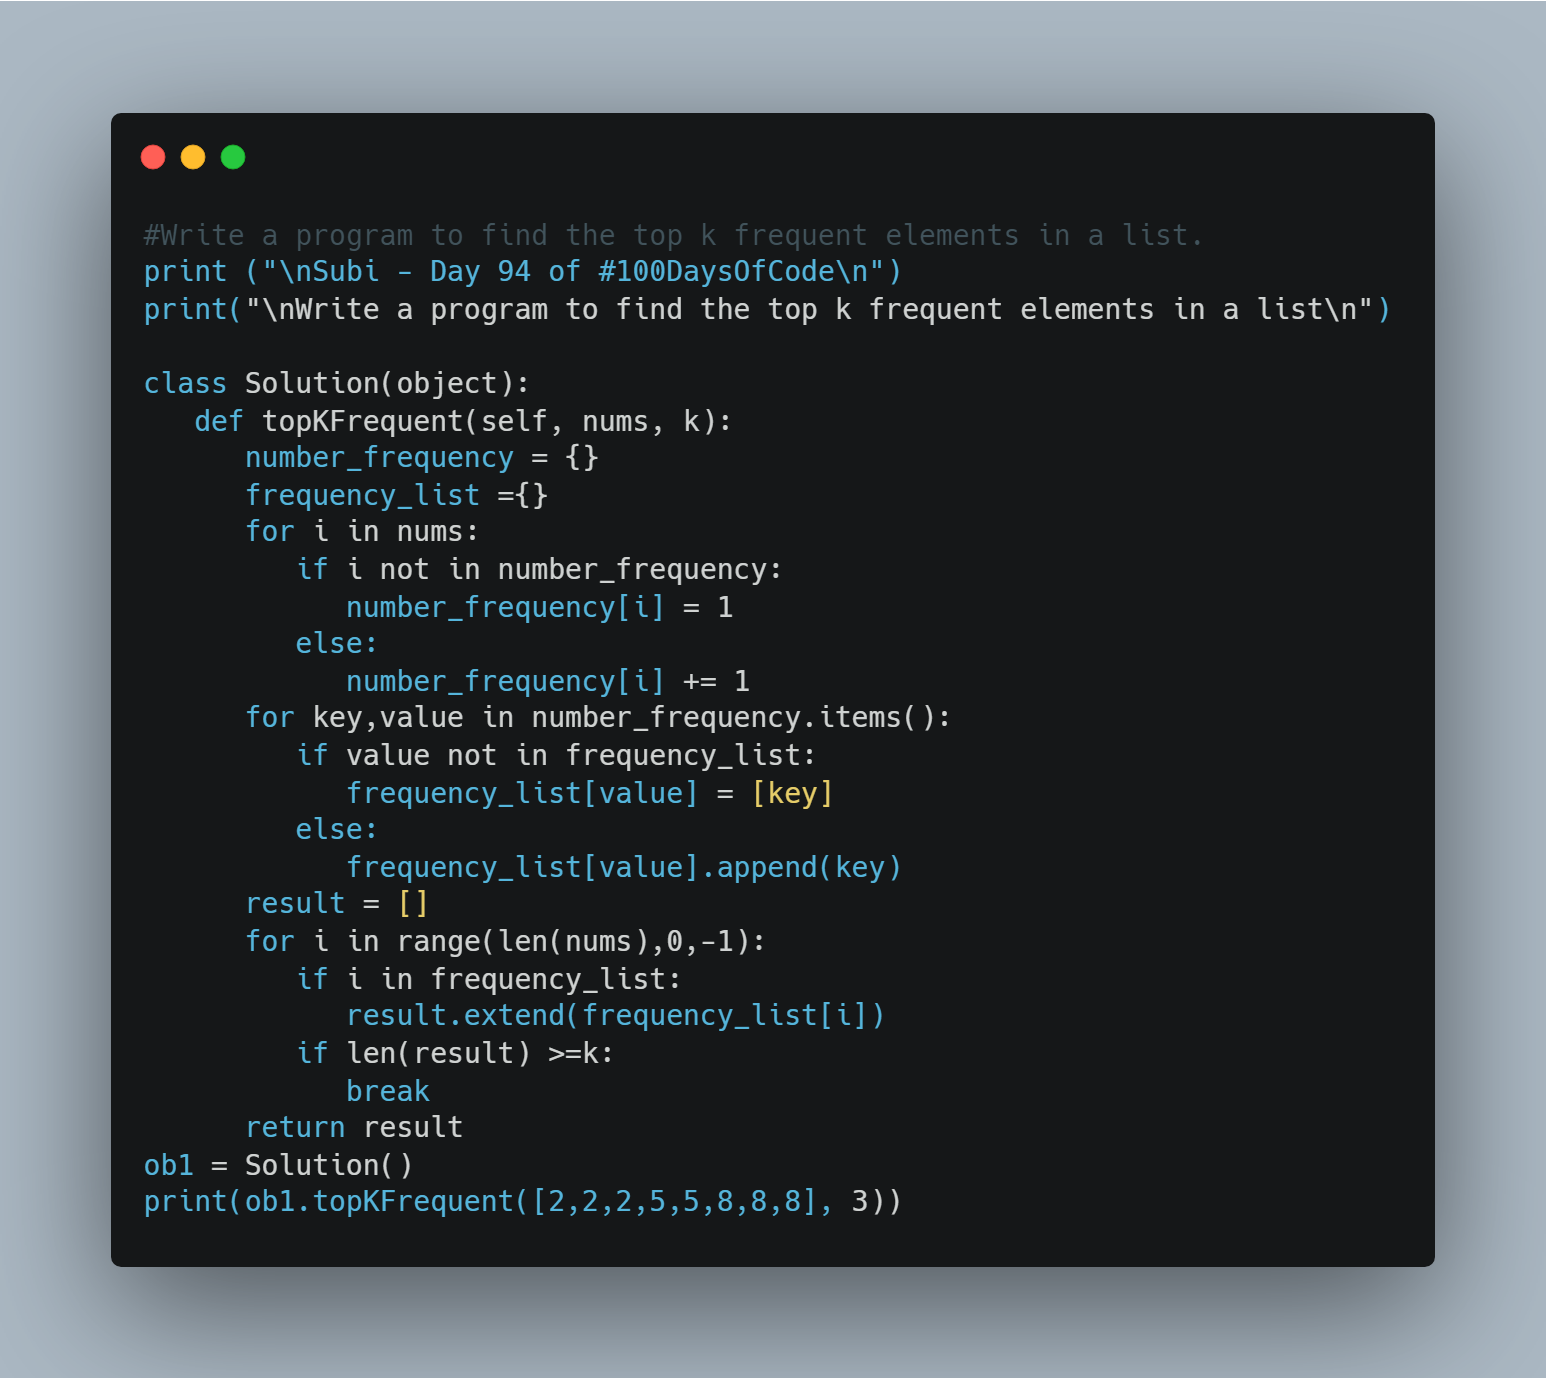 #Write a program to find the top k frequent elements in a list.
print ("\nSubi - Day 94 of #100DaysOfCode\n")
print("\nWrite a program to find the top k frequent elements in a list\n")

class Solution(object):
   def topKFrequent(self, nums, k):
      number_frequency = {}
      frequency_list ={}
      for i in nums:
         if i not in number_frequency:
            number_frequency[i] = 1
         else:
            number_frequency[i] += 1
      for key,value in number_frequency.items():
         if value not in frequency_list:
            frequency_list[value] = [key]
         else:
            frequency_list[value].append(key)
      result = []
      for i in range(len(nums),0,-1):
         if i in frequency_list:
            result.extend(frequency_list[i])
         if len(result) >=k:
            break
      return result
ob1 = Solution()
print(ob1.topKFrequent([2,2,2,5,5,8,8,8], 3))